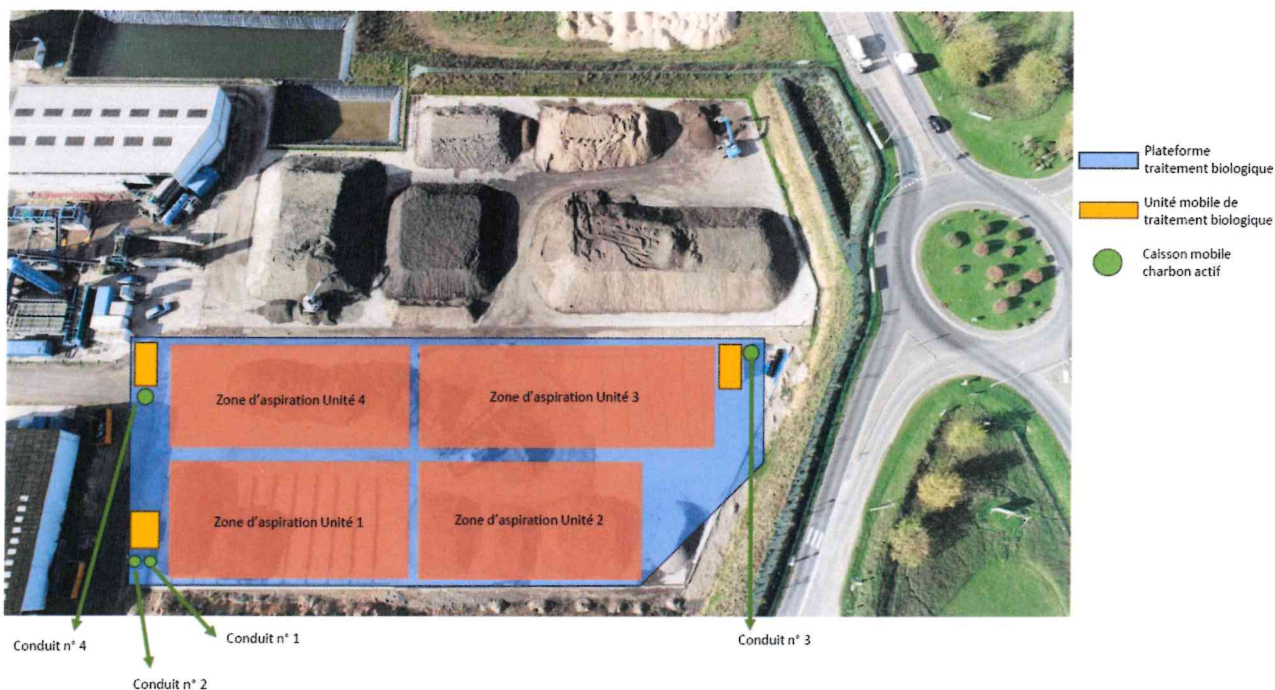 Plateforme
traitement biologique
Unité mobile de
traitement biologique
Caisson mobile
charbon actif
Zone d'aspiration Unité 4
Zone d'aspiration Unité 3
Zone d'aspiration Unité 1
Zone d'aspiration Unité 2
Conduit n° 4
Conduit n° 1
Conduit n° 3
Conduit n° 2